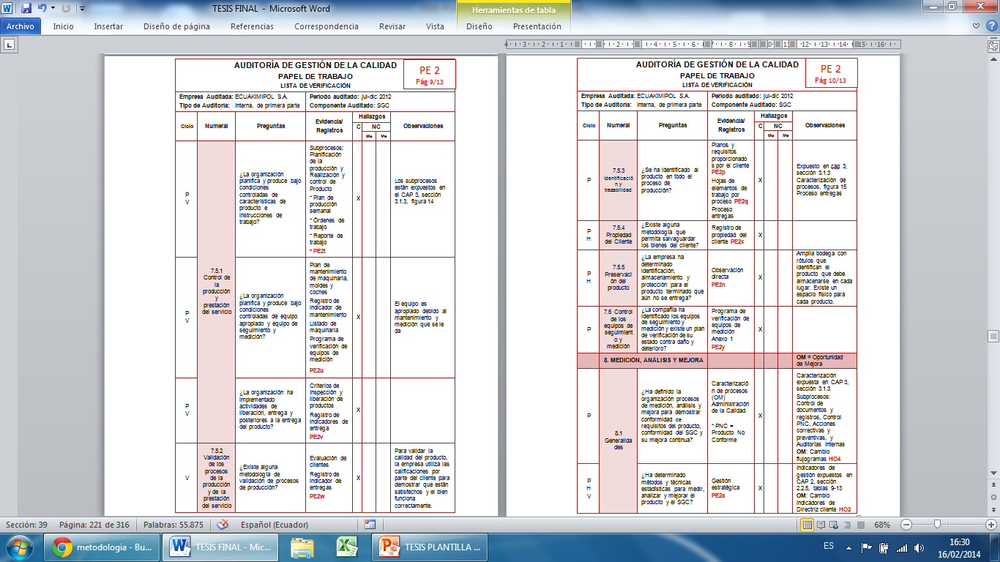 TESIS FINAL - Microsoft Word
Herramientas de tabla
Archivo Inicio Insertar Diseño de página Referencias Correspondencia Revisar Vista Diseño Presentación
AUDITORÍA DE GESTIÓN DE LA CALIDAD
PAPEL DE TRABAJO
LISTA DE VERIFICACIÓN
PE 2
Pág 9/13
Empresa Auditada: ECUAKIMIPOL S.A.
Tipo de Auditoría: Interna, de primera parte
Periodo auditado: jul-dic 2012
Componente Auditado: SGC
Ciclo
Numeral
Preguntas
Evidencia/
Registros
Hallazgos
C NC
Observaciones
P
V
7.5.1
Control de
la
producción
y
prestación
del servicio
¿La organización
planifica y produce bajo
condiciones
controladas de
características de
producto e
instrucciones de
trabajo?
Subprocesos:
Planificación
de la
producción y
Realización y
control de
Producto
* Plan de
producción
semanal
* Órdenes de
trabajo
* Reporte de
trabajo
* PE2t
X
Los subprocesos
están expuestos en
el CAP 3, sección
3.1.3, figura 14
P
V
¿La organización
planifica y produce bajo
condiciones
controladas de equipo
apropiado y equipo de
seguimiento y
medición?
Plan de
mantenimiento
de maquinaria,
moldes y
coches
Registro de
indicador de
mantenimiento
Listado de
maquinaria
Programa de
verificación de
equipos de
medición
PE2u
X
El equipo es
apropiado debido al
mantenimiento y
medición que se le
da
P
V
¿La organización ha
implementado
actividades de
liberación, entrega y
posteriores a la entrega
del producto?
Criterios de
inspección y
liberación de
productos
Registro de
indicadores de
entrega
PE2v
X
V
7.5.2
Validación
de los
procesos
de la
producción
y de la
prestación
del servicio
¿Existe alguna
metodología de
validación de procesos
de producción?
Evaluación de
clientes
Registro de
indicador de
entregas
PE2w
X
Para validar la
calidad del producto,
la empresa utiliza las
calificaciones por
parte del cliente para
demostrar que están
satisfechos y el bien
funciona
correctamente.
4 3 2 1 1 2 3 4 5 6 7 8 9 0 11 12 13 14 15 16
AUDITORÍA DE GESTIÓN DE LA CALIDAD
PAPEL DE TRABAJO
LISTA DE VERIFICACIÓN
PE 2
Pág 10/13
Empresa Auditada: ECUAKIMIPOL S.A.
Tipo de Auditoría: Interna, de primera parte
Periodo auditado: jul-dic 2012
Componente Auditado: SGC
Ciclo
Numeral
Preguntas
Evidencia/
Registros
Hallazgos
C NC
Observaciones
P
7.5.3
Identificació
n y
trazabilidad
¿Se ha identificado al
producto en todo el
proceso de
producción?
Planos y
requisitos
proporcionado
s por el cliente
PE2p
Hojas de
elementos de
trabajo por
proceso PE2q
Proceso
entregas
X
Expuesto en cap 3,
sección 3.1.3
Caracterización de
procesos, figura 15
Proceso entregas
P
H
7.5.4
Propiedad
del Cliente
¿Existe alguna
metodología que
permita salvaguardar
los bienes del cliente?
Registro de
propiedad del
cliente PE2x
X
P
H
7.5.5
Preservaci
ón del
producto
¿La empresa ha
determinado
identificación,
almacenamiento y
protección para el
producto terminado que
aún no se entrega?
Observación
directa
PE2n
X
Amplia bodega con
rótulos que
identifican el
producto que debe
almacenarse en cada
lugar. Existe un
espacio físico para
cada producto.
P
7.6 Control
de los
equipos de
seguimient
o y
medición
¿La compañía ha
identificado los equipos
de seguimiento y
medición y existe un plan
de verificación de su
estado contra daño y
deterioro?
Programa de
verificación de
equipos de
medición
Anexo 1
PE2y
X
8. MEDICIÓN, ANÁLISIS Y MEJORA
OM = Oportunidad
de Mejora
P
8.1
Generalida
des
¿Ha definido la
organización procesos
de medición, análisis y
mejora para demostrar
conformidad de
requisitos del producto,
conformidad del SGC y
su mejora continua?
Caracterizació
n de procesos
(OM)
Administración
de la Calidad
* PNC =
Producto No
Conforme
X
Caracterización
expuesta en CAP 3,
sección 3.1.3
Subprocesos:
Control de
documentos y
registros, Control
PNC, Acciones
correctivas y
preventivas, y
Auditorías Internas
OM: Cambio
flujogramas HO4
P
H
V
¿Ha determinado
métodos y técnicas
estadísticas para medir,
analizar y mejorar el
producto y el SGC?
Gestión
estratégica
PE2a
X
Indicadores de
gestión expuestos en
CAP 2, sección
2.2.5, tablas 9-13
OM: Cambio
indicadores de
Directriz cliente HO2
Sección: 39 Página: 221 de 316 Palabras: 55.875 Español (Ecuador) 68%
metodologia - Bu... TESIS FINAL - Mic... TESIS PLANTILLA ... ES 16:30
16/02/2014